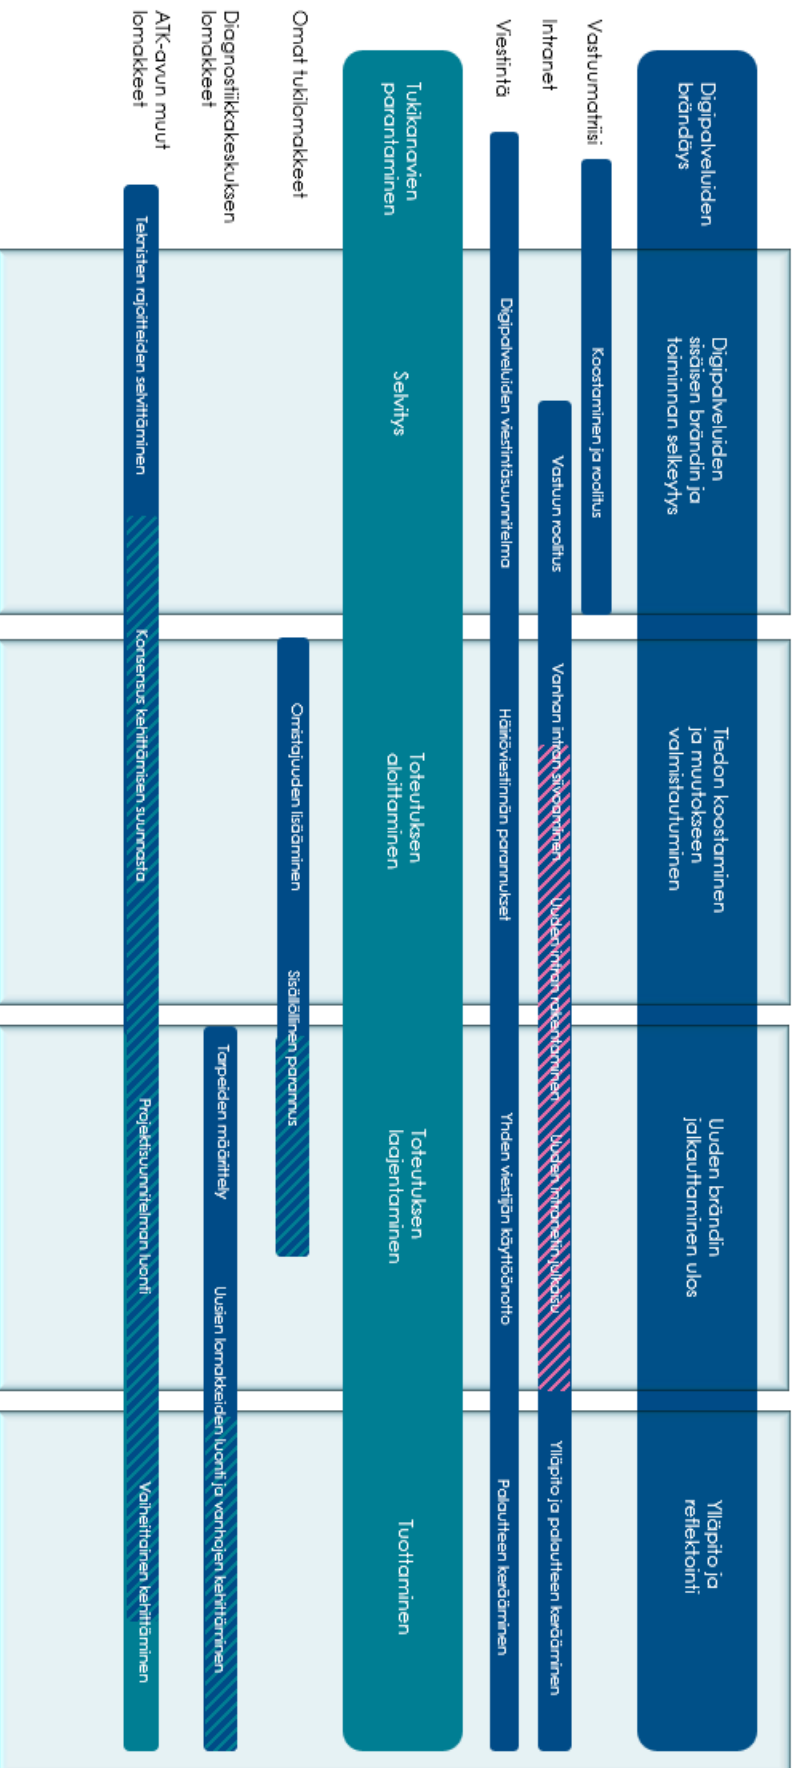 Digipalveluiden
brändäys
Digipalveluiden
sisäisen brändin ja
toiminnan selkeytys
Tiedon koostaminen
ja muutokseen
valmistautuminen
Uuden brändin
jalkauttaminen ulos
Ylläpito ja
reflektointi
Vastuumatriisi
Koostaminen ja roolitus
Intranet
Vastuun roolitus
Vanhan intran siivoaminen
Uuden intran rakentaminen
Uuden intranetin julkaisu
Ylläpito ja palautteen kerääminen
Viestintä
Digipalveluiden viestintäsuunnitelma
Häiriöviestinnän parannukset
Yhden viestijän käyttöönotto
Palautteen kerääminen
Tukikanavien
parantaminen
Selvitys
Toteutuksen
aloittaminen
Toteutuksen
laajentaminen
Tuottaminen
Omat tukilomakkeet
Omistajuuden lisääminen
Sisällöllinen parannus
Diagnostiikkakeskuksen
lomakkeet
Tarpeiden määrittely
Uusien lomakkeiden luonti ja vanhojen kehittäminen
ATK-avun muut
lomakkeet
Teknisten rajoitteiden selvittäminen
Konsensus kehittämisen suunnasta
Projektisuunnitelman luonti
Vaiheittainen kehittäminen